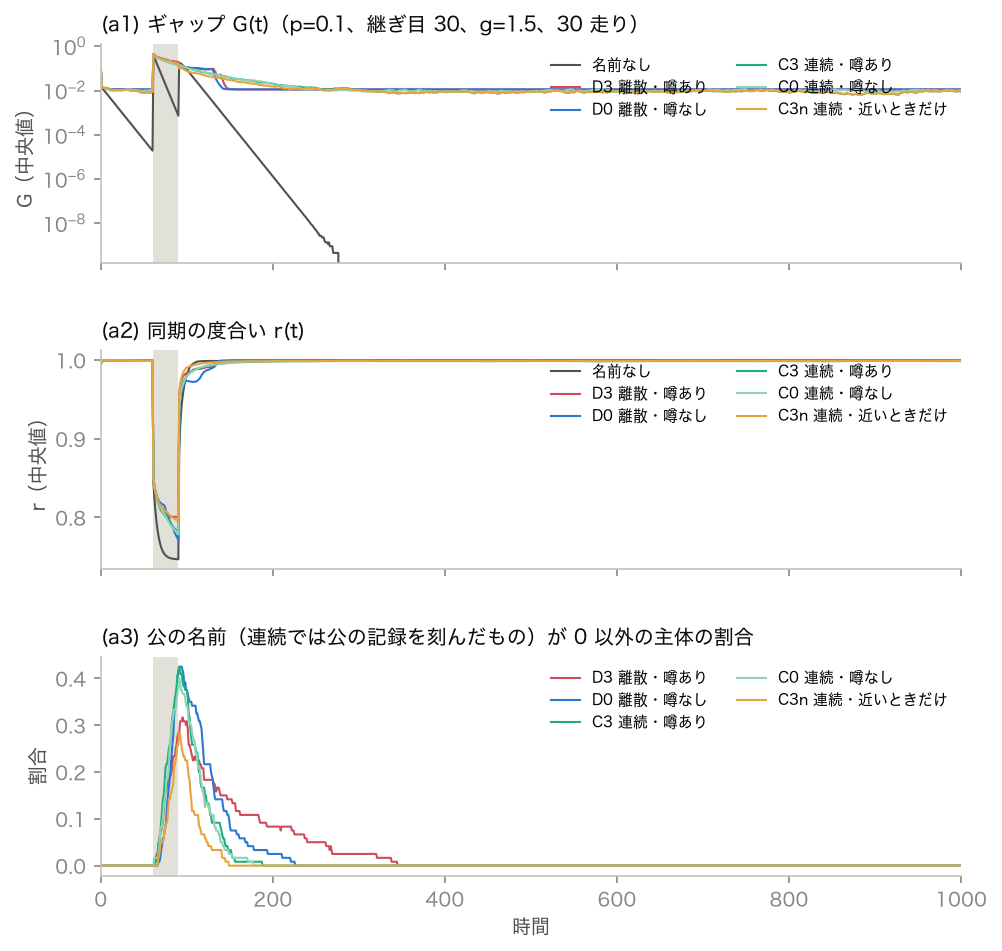 (a1) ギャップ G(t)（p=0.1、継ぎ目 30、g=1.5、30 走り）
10⁰
10⁻²
10⁻⁴
10⁻⁶
10⁻⁸
G（中央値）
名前なし
D3 離散・噂あり
D0 離散・噂なし
C3 連続・噂あり
C0 連続・噂なし
C3n 連続・近いときだけ
(a2) 同期の度合い r(t)
1.0
0.9
0.8
r（中央値）
名前なし
D3 離散・噂あり
D0 離散・噂なし
C3 連続・噂あり
C0 連続・噂なし
C3n 連続・近いときだけ
(a3) 公の名前（連続では公の記録を刻んだもの）が 0 以外の主体の割合
0.4
0.3
0.2
0.1
0.0
割合
D3 離散・噂あり
D0 離散・噂なし
C3 連続・噂あり
C0 連続・噂なし
C3n 連続・近いときだけ
0 200 400 600 800 1000
時間